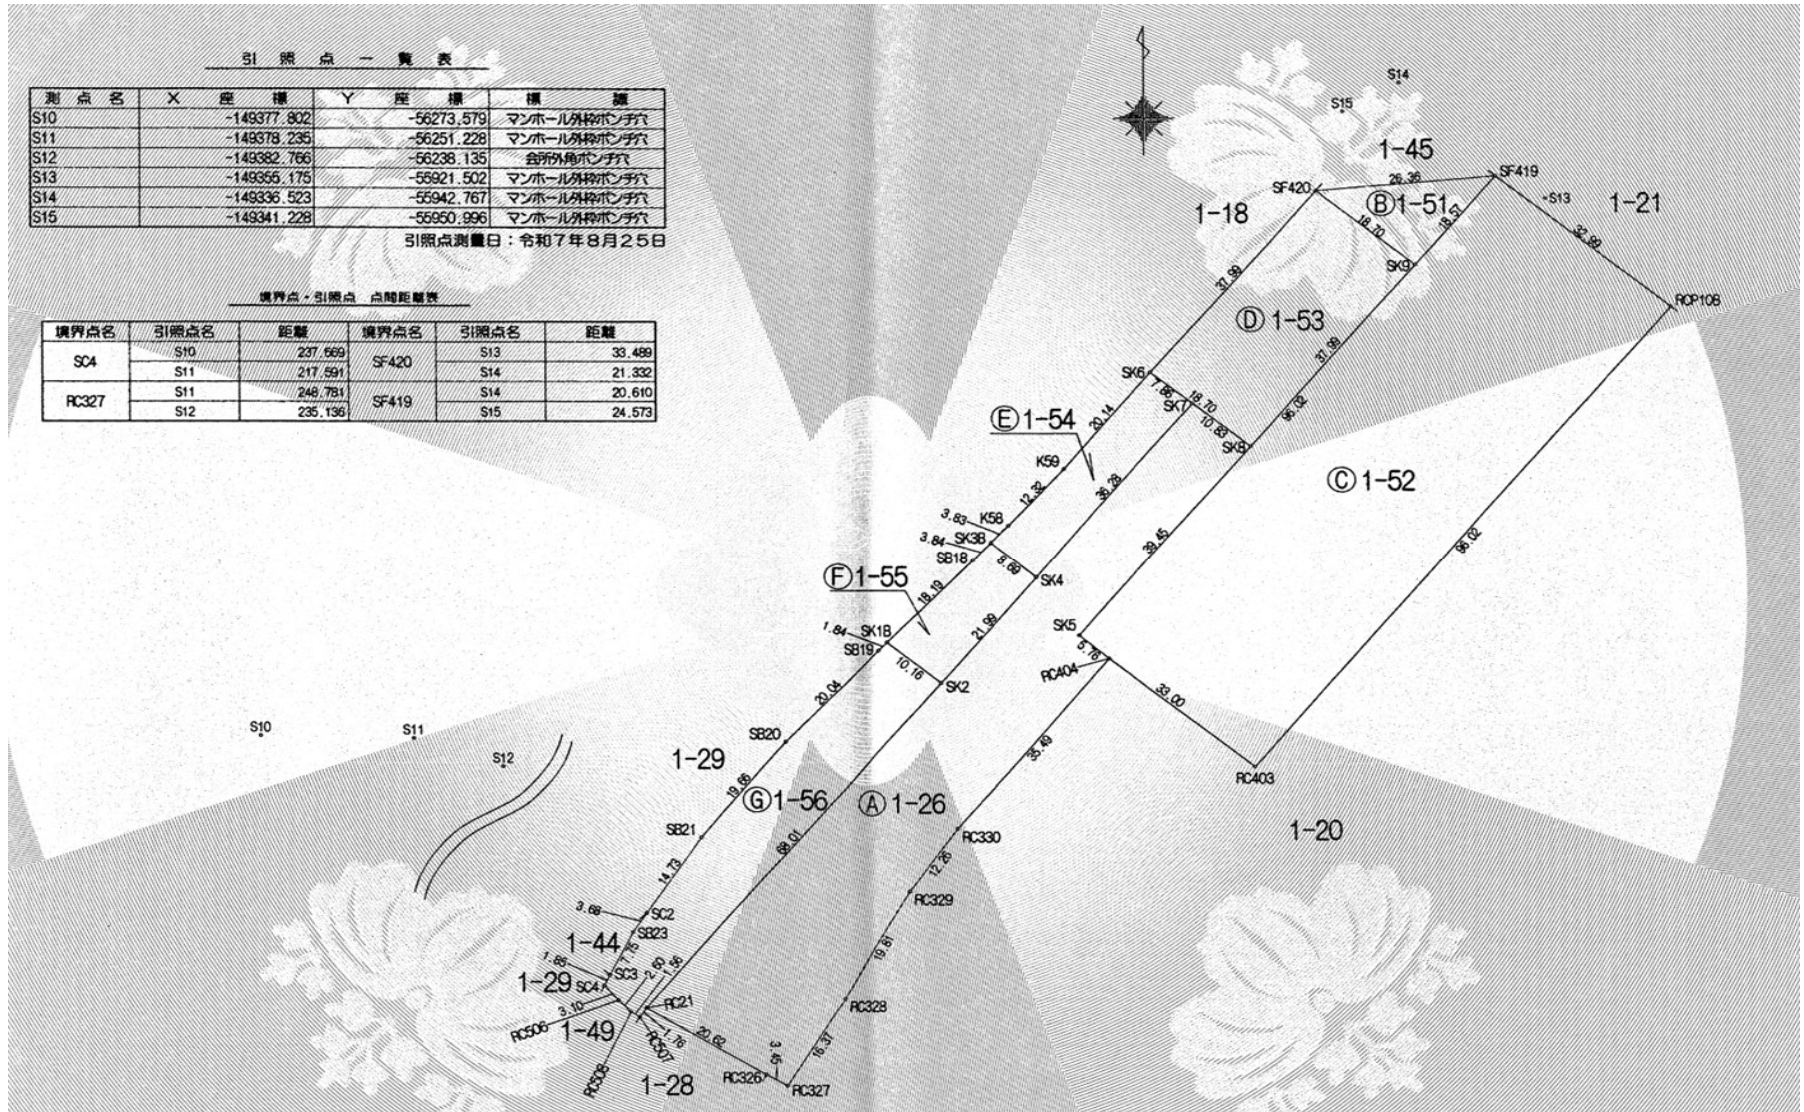 引照点一覧表
測点名 X座標 Y座標 標識
S10 -149377.802 -56273.579 マンホール外枠ポンチ穴
S11 -149378.235 -56251.228 マンホール外枠ポンチ穴
S12 -149382.766 -56238.135 会所外角ポンチ穴
S13 -149355.175 -55921.502 マンホール外枠ポンチ穴
S14 -149336.523 -55942.767 マンホール外枠ポンチ穴
S15 -149341.228 -55950.996 マンホール外枠ポンチ穴
引照点測量日：令和7年8月25日
境界点・引照点 点間距離表
境界点名 引照点名 距離 境界点名 引照点名 距離
SC4 S10 237.669 SF420 S13 33.489
S11 217.591 S14 21.332
RC327 S11 248.781 SF419 S14 20.610
S12 235.136 S15 24.573
S14
S15
1-45
SF419
26.36
SF420
S13
Ⓑ1-51
1-21
1-18
18.57
18.70
32.99
SK9
37.99
RCP108
Ⓓ1-53
37.99
SK6
7.86
18.70
SK7
10.83
SK8
Ⓔ1-54
20.14
96.02
K59
Ⓒ1-52
36.28
12.32
3.83
K58
SK3B
3.84
SB18
8.69
39.45
96.02
SK4
Ⓕ1-55
18.19
21.99
SK1B
1.84
SB19
SK5
5.78
RC404
10.16
SK2
20.04
33.00
SB20
S10
S11
S12
1-29
35.49
RC403
19.66
Ⓖ1-56
Ⓐ1-26
SB21
68.01
RC330
1-20
14.73
12.26
RC329
3.68
SC2
SB23
1-44
7.75
19.81
1.85
2.60
1.56
SC3
1-29
SC4
RC21
3.10
RC506
1-49
RC328
RC507
1.76
20.62
3.45
16.37
RC508
1-28
RC326
RC327